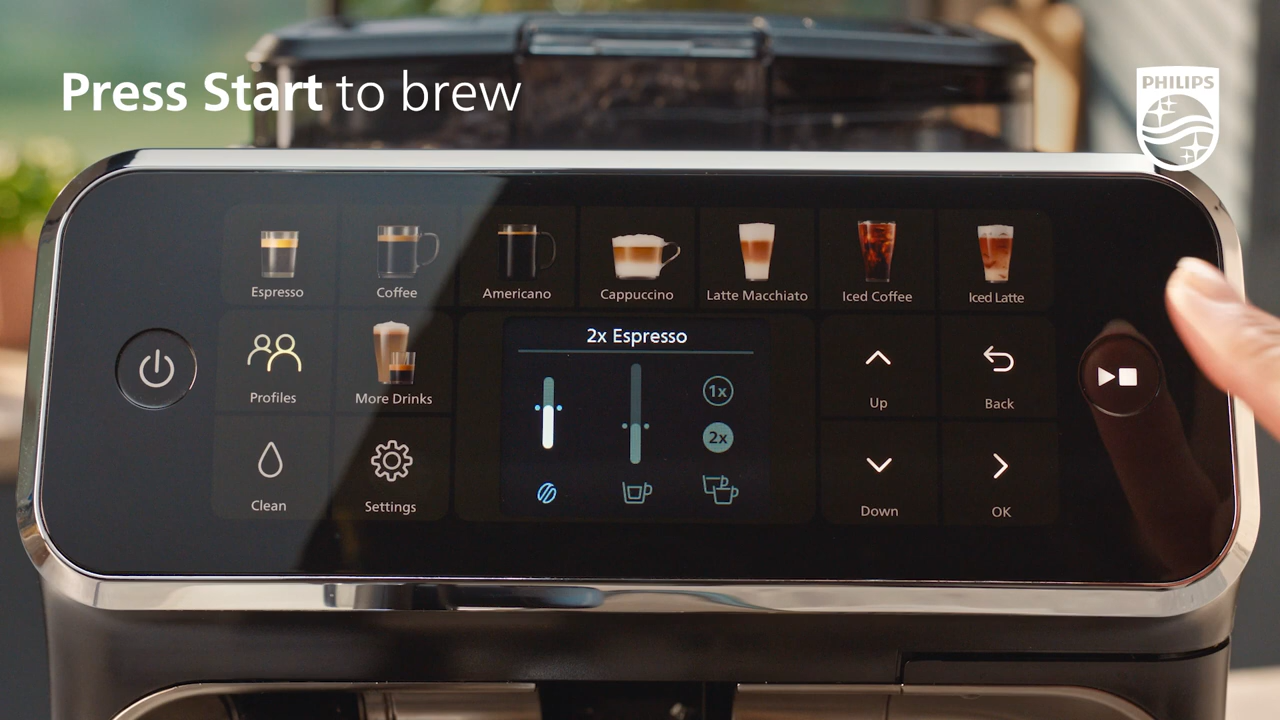 Press Start to brew
PHILIPS
Espresso
Coffee
Americano
Cappuccino
Latte Macchiato
Iced Coffee
Iced Latte
Profiles
More Drinks
2x Espresso
1x
2x
Up
Back
Clean
Settings
Down
OK